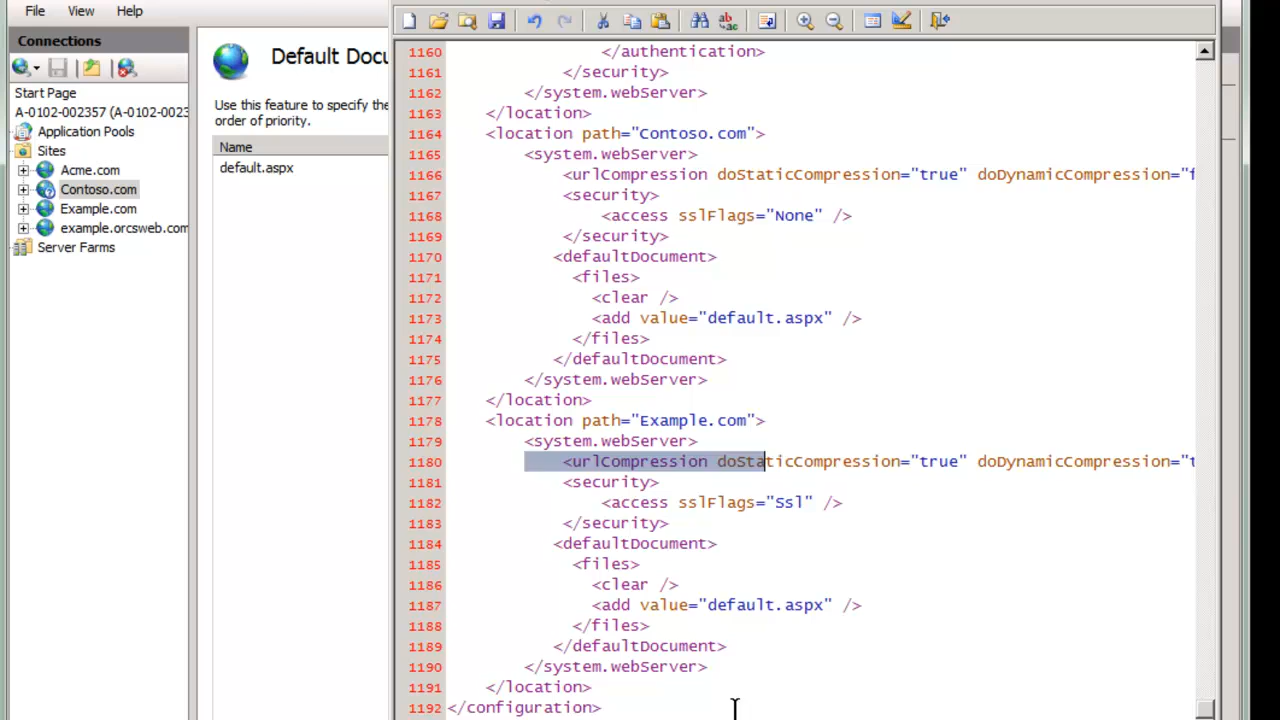 File View Help
Connections
Start Page
A-0102-002357 (A-0102-0023
Application Pools
Sites
Acme.com
Contoso.com
Example.com
example.orcsweb.com
Server Farms
Default Docu
Use this feature to specify the
order of priority.
Name
default.aspx
1160 </authentication>
1161 </security>
1162 </system.webServer>
1163 </location>
1164 <location path="Contoso.com">
1165 <system.webServer>
1166 <urlCompression doStaticCompression="true" doDynamicCompression="f
1167 <security>
1168 <access sslFlags="None" />
1169 </security>
1170 <defaultDocument>
1171 <files>
1172 <clear />
1173 <add value="default.aspx" />
1174 </files>
1175 </defaultDocument>
1176 </system.webServer>
1177 </location>
1178 <location path="Example.com">
1179 <system.webServer>
1180 <urlCompression doStaticCompression="true" doDynamicCompression="t
1181 <security>
1182 <access sslFlags="Ssl" />
1183 </security>
1184 <defaultDocument>
1185 <files>
1186 <clear />
1187 <add value="default.aspx" />
1188 </files>
1189 </defaultDocument>
1190 </system.webServer>
1191 </location>
1192 </configuration>